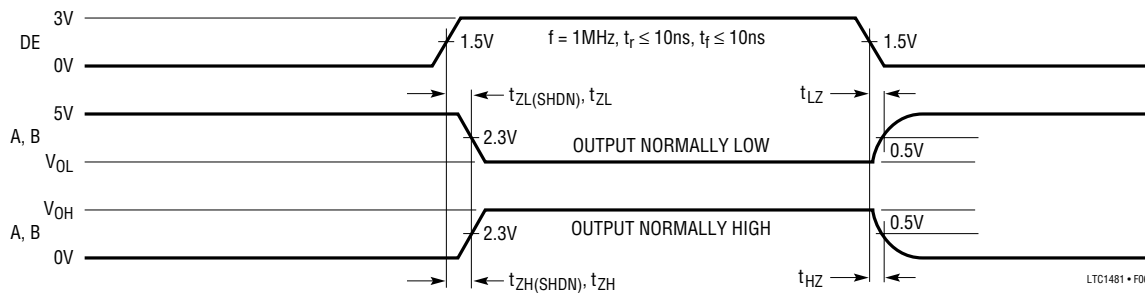 3V
DE
1.5V
f = 1MHz, tr ≤ 10ns, tf ≤ 10ns
1.5V
0V
tZL(SHDN), tZL
tLZ
5V
A, B
2.3V
OUTPUT NORMALLY LOW
0.5V
VOL
VOH
A, B
2.3V
OUTPUT NORMALLY HIGH
0.5V
0V
tZH(SHDN), tZH
tHZ
LTC1481 •